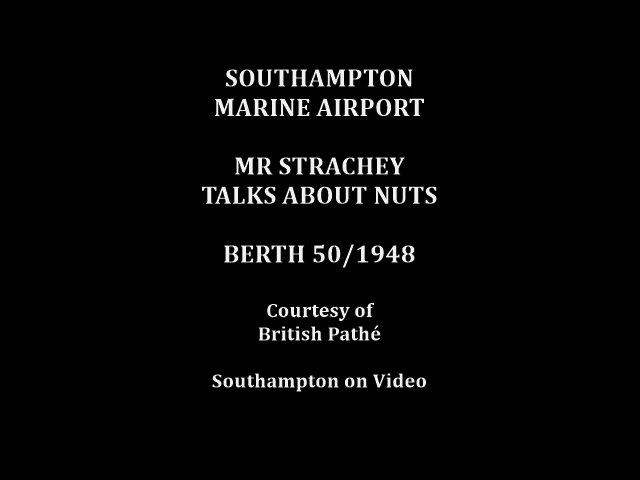 SOUTHAMPTON
MARINE AIRPORT
MR STRACHEY
TALKS ABOUT NUTS
BERTH 50/1948
Courtesy of
British Pathé
Southampton on Video